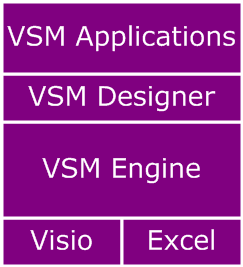 VSM Applications
VSM Designer
VSM Engine
Visio Excel